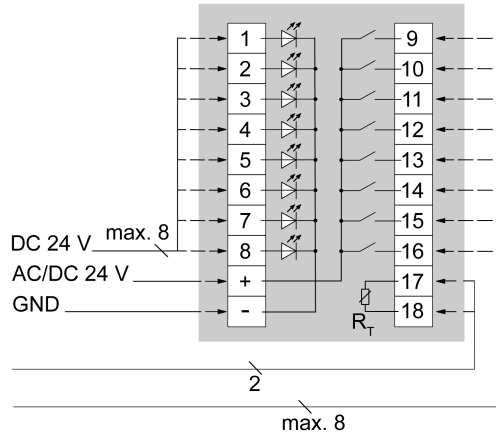 1 9
2 10
3 11
4 12
5 13
6 14
7 15
DC 24 V max. 8 8 16
AC/DC 24 V + 17
GND - 18
R_T
2
max. 8